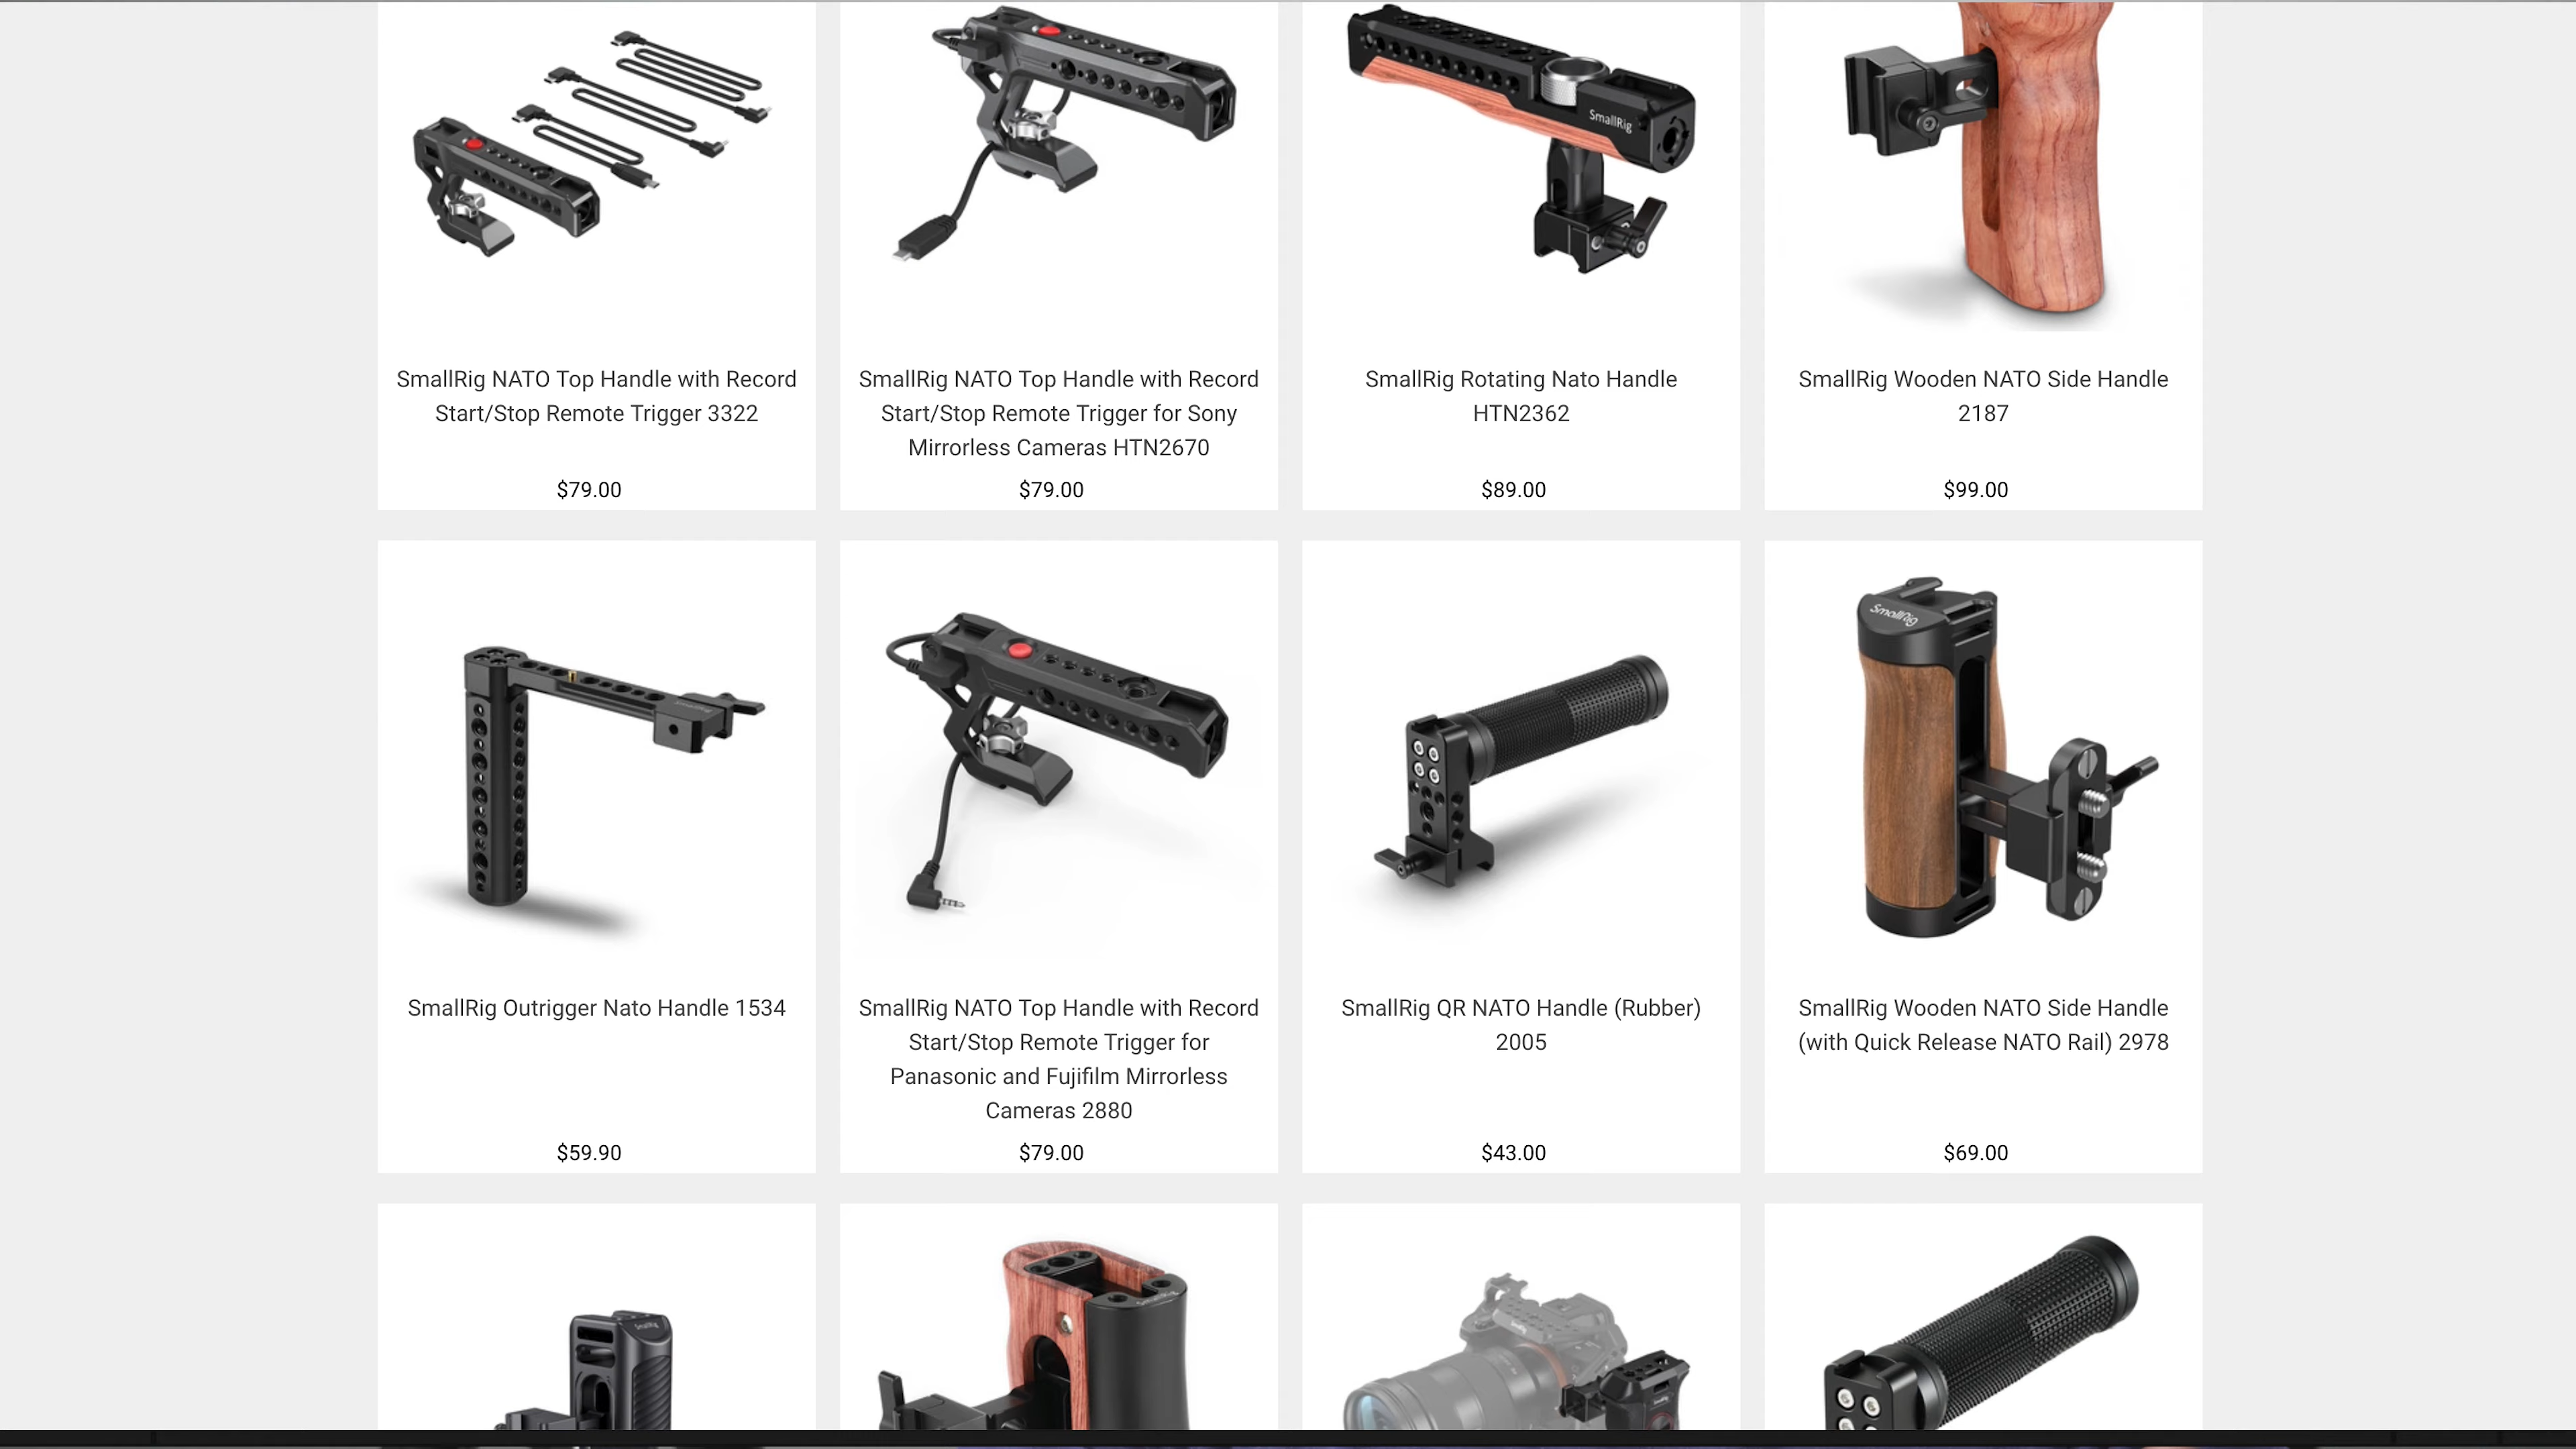 SmallRig
SmallRig NATO Top Handle with Record
Start/Stop Remote Trigger 3322
$79.00
SmallRig NATO Top Handle with Record
Start/Stop Remote Trigger for Sony
Mirrorless Cameras HTN2670
$79.00
SmallRig Rotating Nato Handle
HTN2362
$89.00
SmallRig Wooden NATO Side Handle
2187
$99.00
SmallRig
SmallRig Outrigger Nato Handle 1534
$59.90
SmallRig NATO Top Handle with Record
Start/Stop Remote Trigger for
Panasonic and Fujifilm Mirrorless
Cameras 2880
$79.00
SmallRig QR NATO Handle (Rubber)
2005
$43.00
SmallRig Wooden NATO Side Handle
(with Quick Release NATO Rail) 2978
$69.00
SmallRig
SmallRig